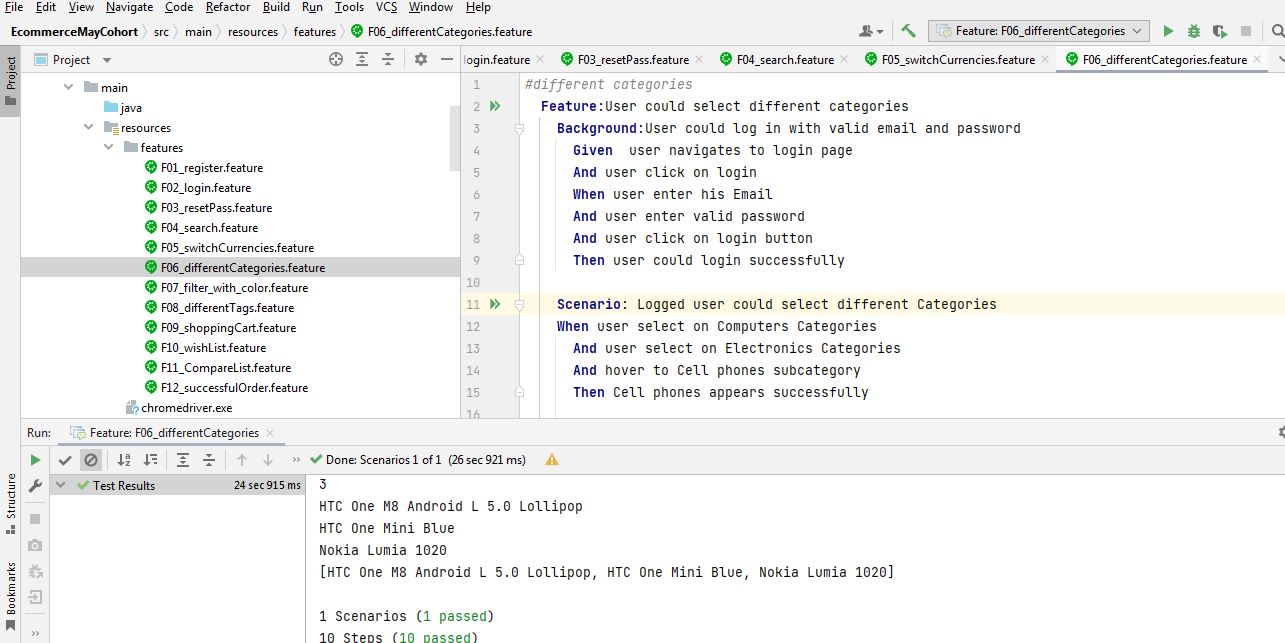 File Edit View Navigate Code Refactor Build Run Tools VCS Window Help
EcommerceMayCohort src main resources features F06_differentCategories.feature
Feature: F06_differentCategories
Project
login.feature F03_resetPass.feature F04_search.feature F05_switchCurrencies.feature F06_differentCategories.feature
Project
main
java
resources
features
F01_register.feature
F02_login.feature
F03_resetPass.feature
F04_search.feature
F05_switchCurrencies.feature
F06_differentCategories.feature
F07_filter_with_color.feature
F08_differentTags.feature
F09_shoppingCart.feature
F10_wishList.feature
F11_CompareList.feature
F12_successfulOrder.feature
chromedriver.exe
1 #different categories
2 Feature:User could select different categories
3 Background:User could log in with valid email and password
4 Given  user navigates to login page
5 And user click on login
6 When user enter his Email
7 And user enter valid password
8 And user click on login button
9 Then user could login successfully
10
11 Scenario: Logged user could select different Categories
12 When user select on Computers Categories
13 And user select on Electronics Categories
14 And hover to Cell phones subcategory
15 Then Cell phones appears successfully
16
Run: Feature: F06_differentCategories
Done: Scenarios 1 of 1 (26 sec 921 ms)
Test Results 24 sec 915 ms
3
HTC One M8 Android L 5.0 Lollipop
HTC One Mini Blue
Nokia Lumia 1020
[HTC One M8 Android L 5.0 Lollipop, HTC One Mini Blue, Nokia Lumia 1020]
1 Scenarios (1 passed)
10 Steps (10 passed)
Structure
Bookmarks